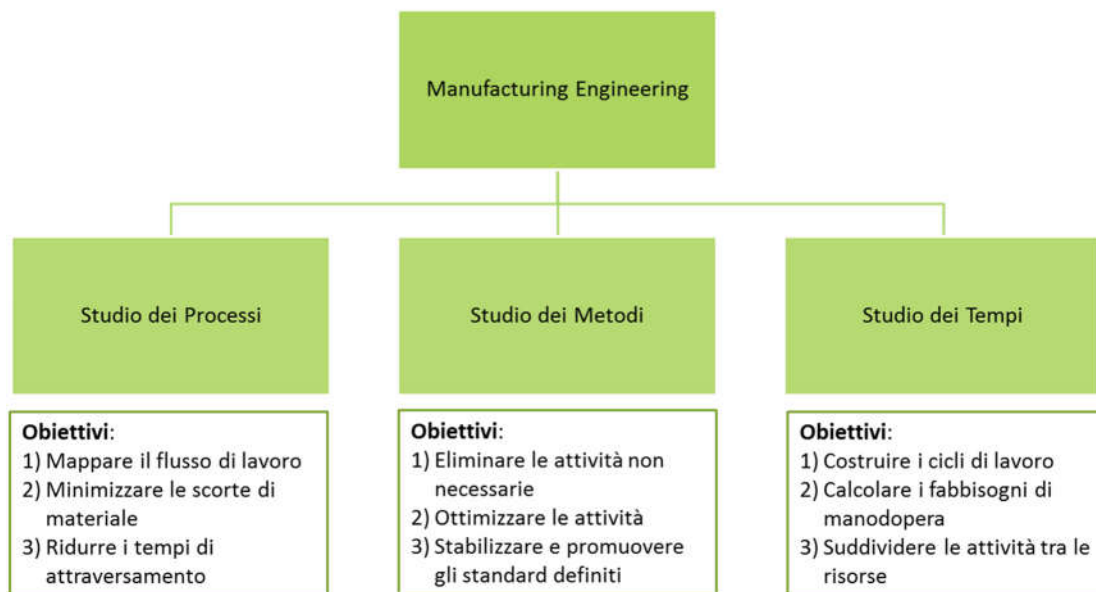 Manufacturing Engineering
Studio dei Processi
Studio dei Metodi
Studio dei Tempi
Obiettivi:
1) Mappare il flusso di lavoro
2) Minimizzare le scorte di
materiale
3) Ridurre i tempi di
attraversamento
Obiettivi:
1) Eliminare le attività non
necessarie
2) Ottimizzare le attività
3) Stabilizzare e promuovere
gli standard definiti
Obiettivi:
1) Costruire i cicli di lavoro
2) Calcolare i fabbisogni di
manodopera
3) Suddividere le attività tra le
risorse